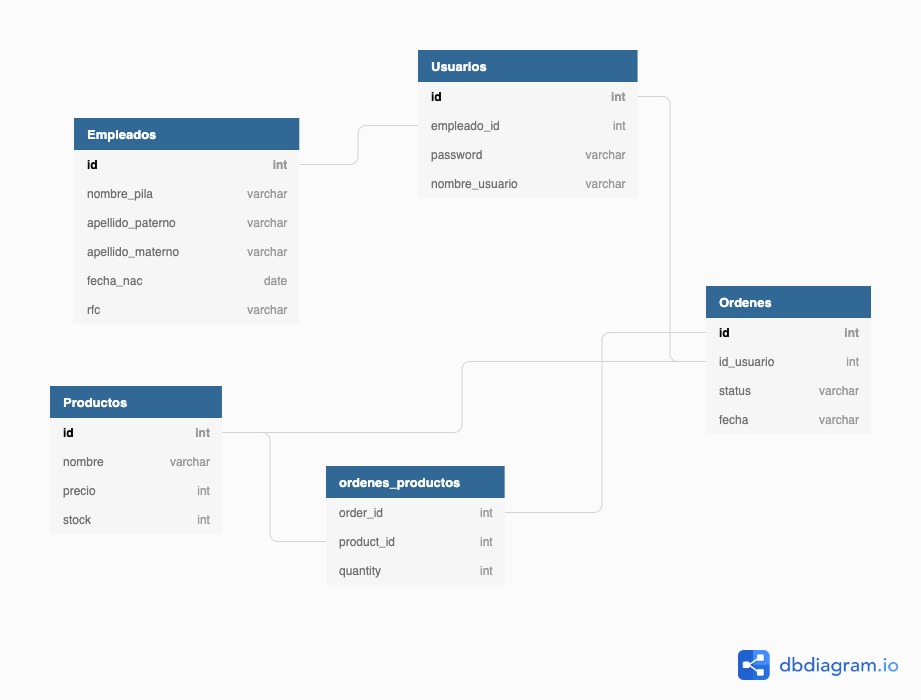 Usuarios
id int
empleado_id int
password varchar
nombre_usuario varchar
Empleados
id int
nombre_pila varchar
apellido_paterno varchar
apellido_materno varchar
fecha_nac date
rfc varchar
Ordenes
id int
id_usuario int
status varchar
fecha varchar
Productos
id int
nombre varchar
precio int
stock int
ordenes_productos
order_id int
product_id int
quantity int
dbdiagram.io